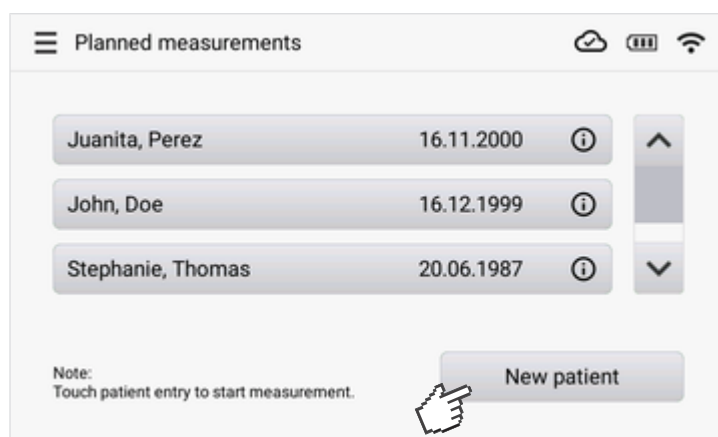 Planned measurements
Juanita, Perez 16.11.2000
John, Doe 16.12.1999
Stephanie, Thomas 20.06.1987
Note:
Touch patient entry to start measurement.
New patient